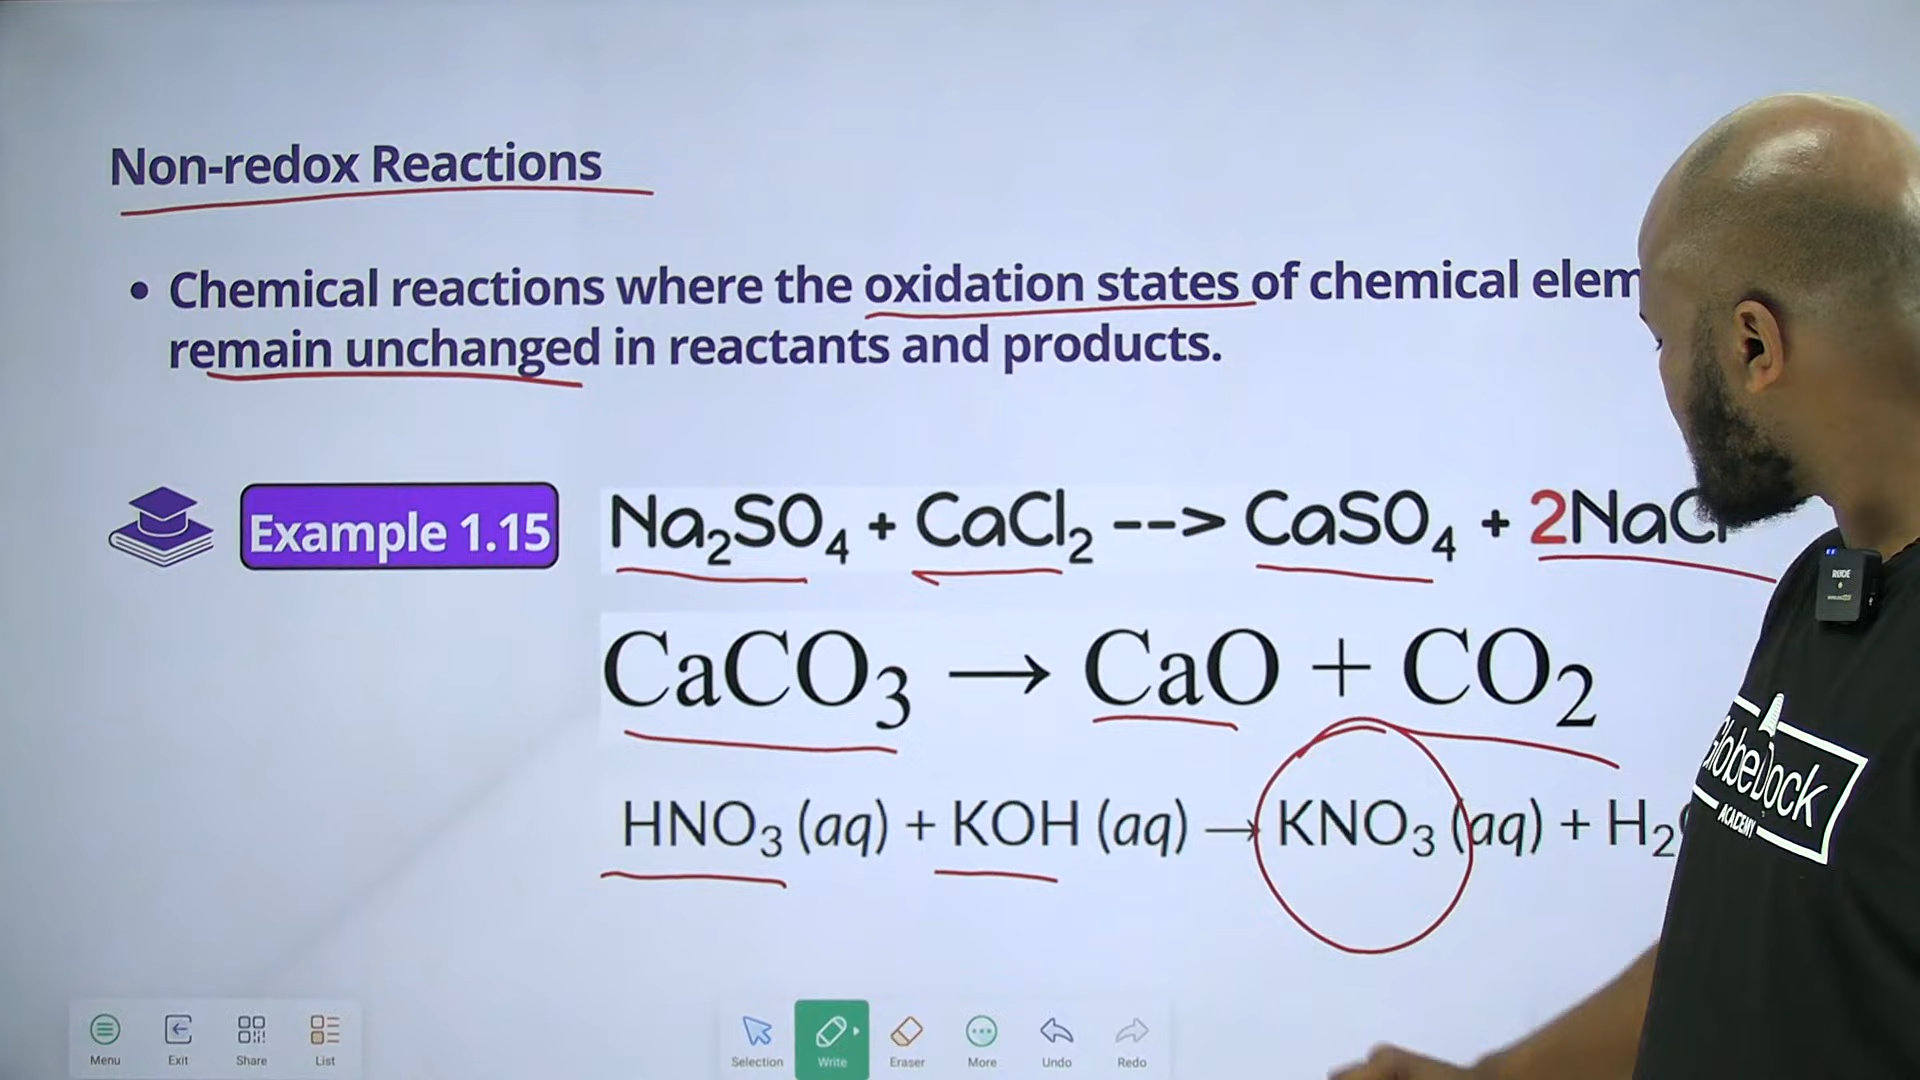 Non-redox Reactions
• Chemical reactions where the oxidation states of chemical elem
remain unchanged in reactants and products.
Example 1.15
Na₂SO₄ + CaCl₂ --> CaSO₄ + 2NaCl
CaCO₃ → CaO + CO₂
HNO₃ (aq) + KOH (aq) → KNO₃ (aq) + H₂
RØDE
GlobeDock
ACADEMY
Menu
Exit
Share
List
Selection
Write
Eraser
More
Undo
Redo